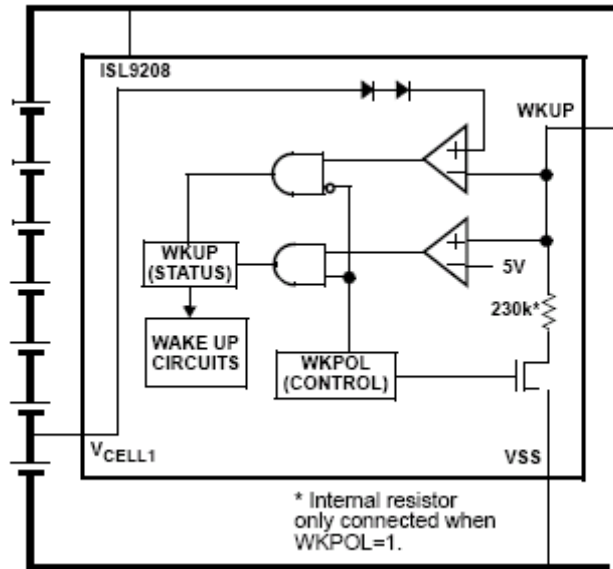 ISL9208
WKUP
+
−
WKUP
(STATUS)
+
−
5V
230k*
WAKE UP
CIRCUITS
WKPOL
(CONTROL)
VCELL1
VSS
* Internal resistor
only connected when
WKPOL=1.